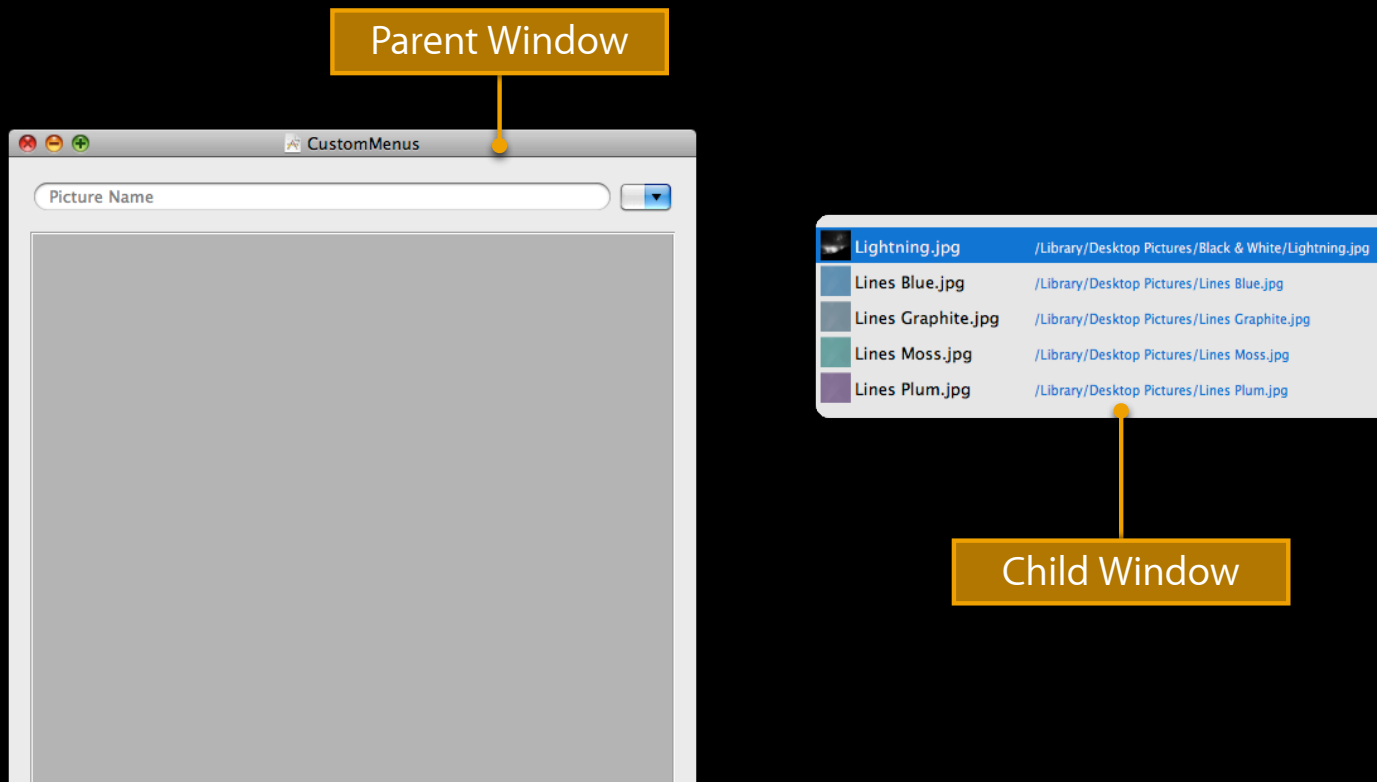 Parent Window
CustomMenus
Picture Name
Lightning.jpg /Library/Desktop Pictures/Black & White/Lightning.jpg
Lines Blue.jpg /Library/Desktop Pictures/Lines Blue.jpg
Lines Graphite.jpg /Library/Desktop Pictures/Lines Graphite.jpg
Lines Moss.jpg /Library/Desktop Pictures/Lines Moss.jpg
Lines Plum.jpg /Library/Desktop Pictures/Lines Plum.jpg
Child Window